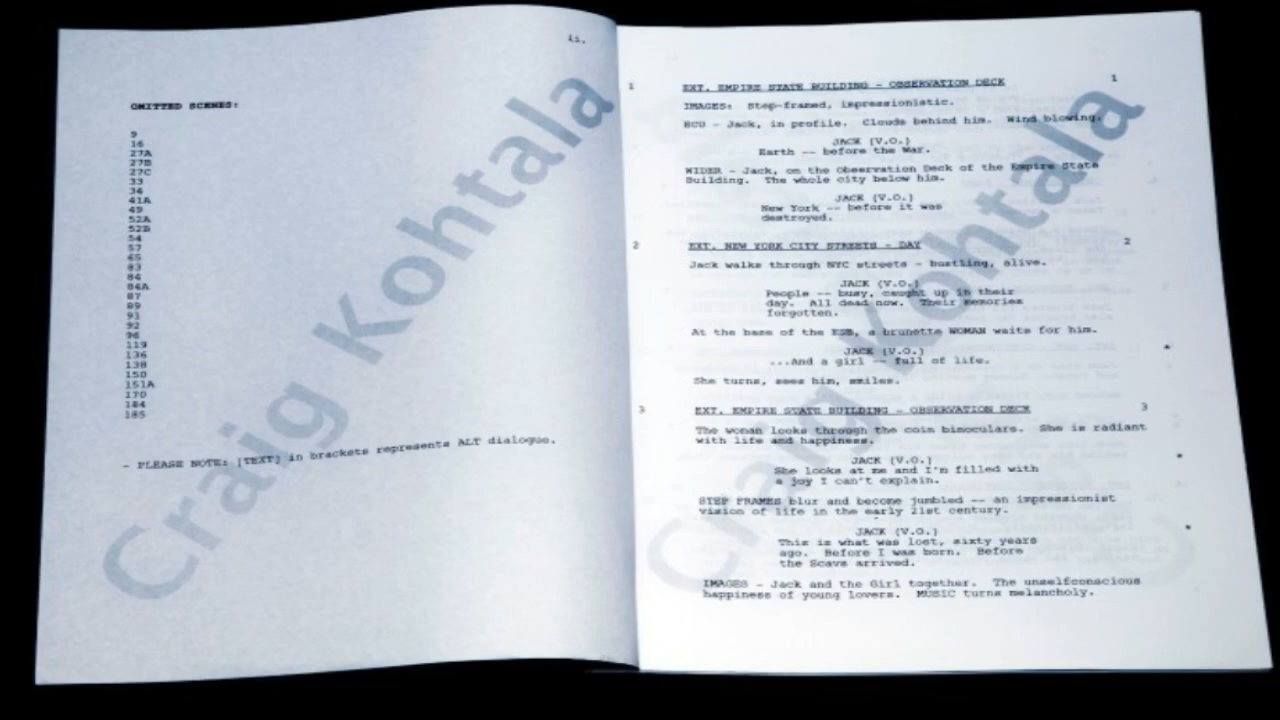 ii.
OMITTED SCENES:
9
16
27A
27B
27C
33
34
41A
49
52A
52B
54
57
65
83
84
84A
87
89
91
92
96
119
136
138
150
151A
170
184
185
- PLEASE NOTE: [TEXT] in brackets represents ALT dialogue.
Craig Kohtala
1 EXT. EMPIRE STATE BUILDING - OBSERVATION DECK 1
IMAGES: Step-framed, impressionistic.
ECU - Jack, in profile. Clouds behind him. Wind blowing.
JACK (V.O.)
Earth -- before the War.
WIDER - Jack, on the Observation Deck of the Empire State
Building. The whole city below him.
JACK (V.O.)
New York -- before it was
destroyed.
2 EXT. NEW YORK CITY STREETS - DAY 2
Jack walks through NYC streets - bustling, alive.
JACK (V.O.)
People -- busy, caught up in their
day. All dead now. Their memories
forgotten.
At the base of the ESB, a brunette WOMAN waits for him.
JACK (V.O.)
...And a girl -- full of life.
She turns, sees him, smiles.
3 EXT. EMPIRE STATE BUILDING - OBSERVATION DECK 3
The woman looks through the coin binoculars. She is radiant
with life and happiness.
JACK (V.O.)
She looks at me and I'm filled with
a joy I can't explain.
STEP FRAMES blur and become jumbled -- an impressionist
vision of life in the early 21st century.
JACK (V.O.)
This is what was lost, sixty years
ago. Before I was born. Before
the Scavs arrived.
IMAGES - Jack and the Girl together. The unselfconscious
happiness of young lovers. MUSIC turns melancholy.
Craig Kohtala